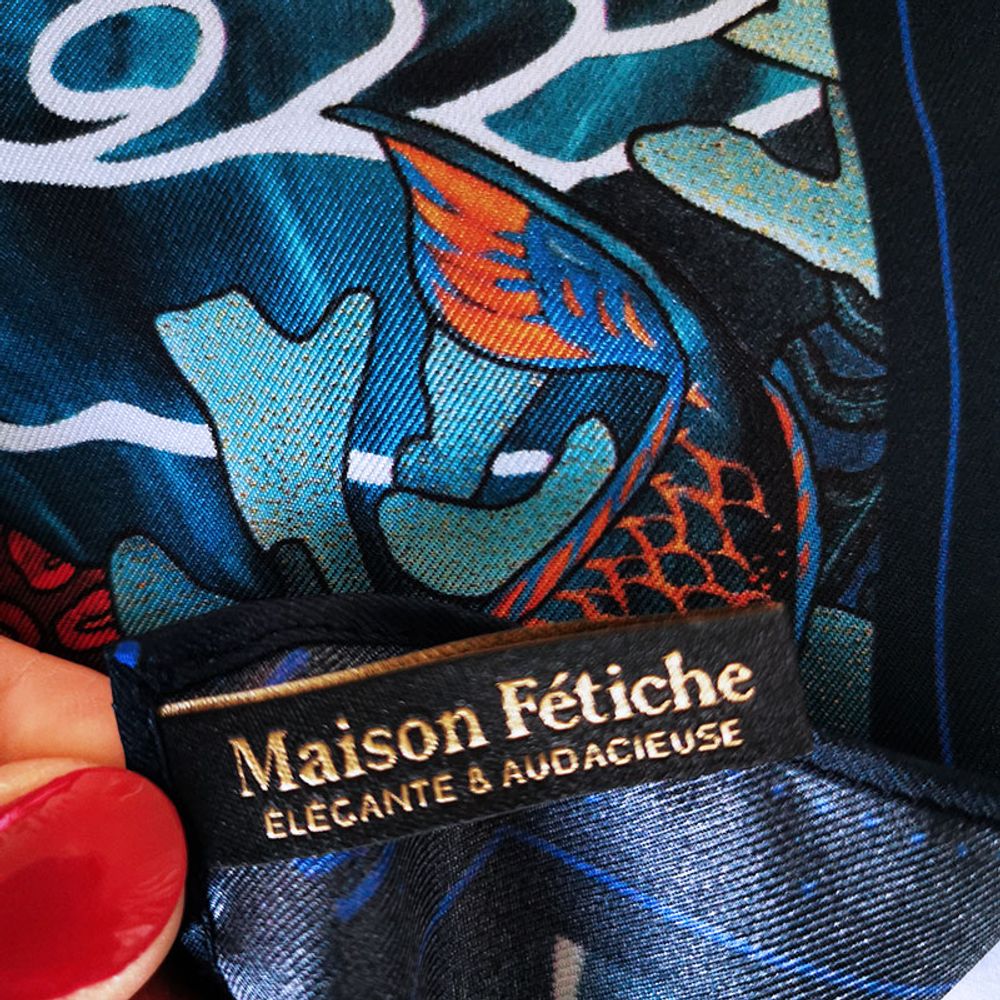 Maison Fétiche
ÉLÉGANTE & AUDACIEUSE